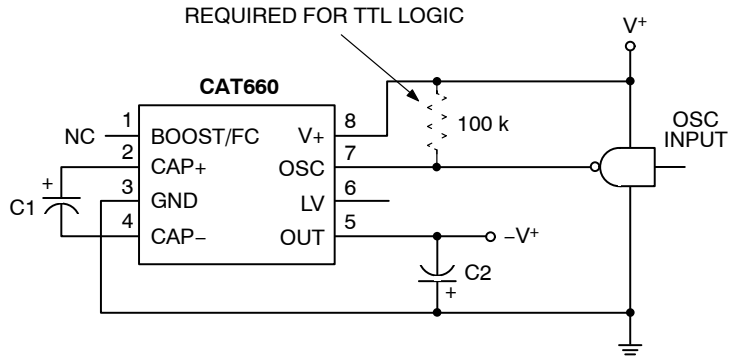 REQUIRED FOR TTL LOGIC
V+
CAT660
NC
1
BOOST/FC
V+
8
100 k
OSC
INPUT
2
CAP+
OSC
7
+
C1
3
GND
LV
6
4
CAP−
OUT
5
−V+
C2
+